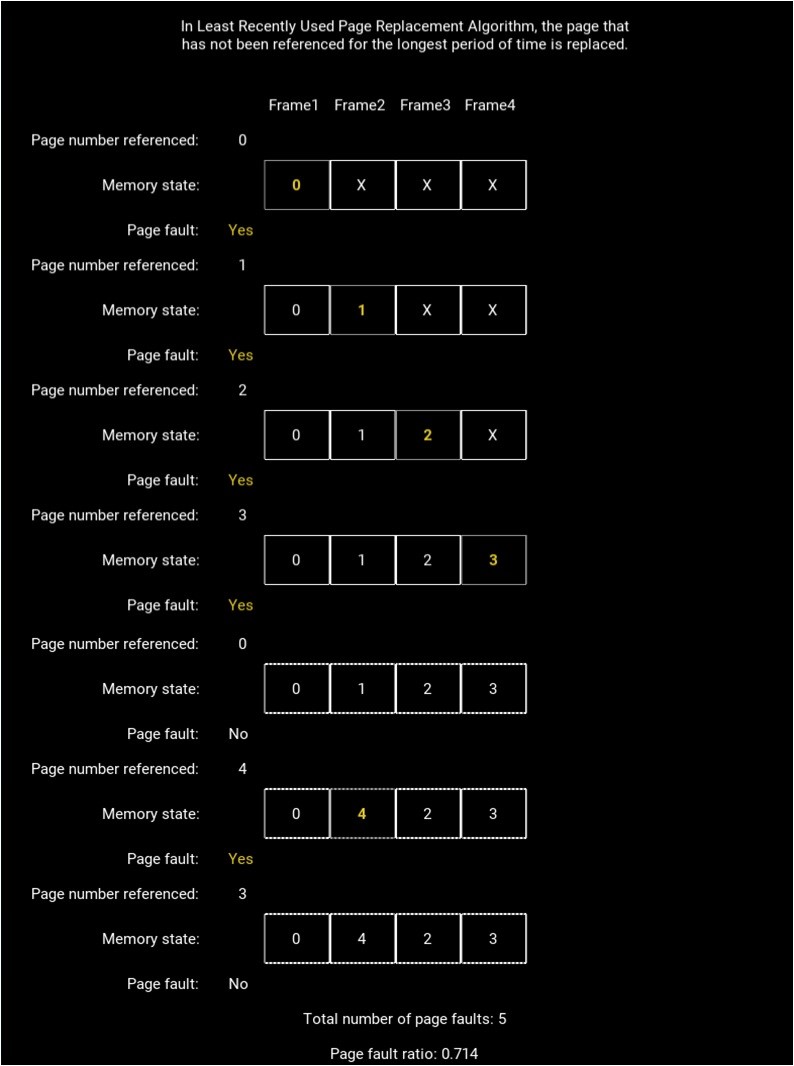 In Least Recently Used Page Replacement Algorithm, the page that
has not been referenced for the longest period of time is replaced.
Frame1 Frame2 Frame3 Frame4
Page number referenced: 0
Memory state: 0 X X X
Page fault: Yes
Page number referenced: 1
Memory state: 0 1 X X
Page fault: Yes
Page number referenced: 2
Memory state: 0 1 2 X
Page fault: Yes
Page number referenced: 3
Memory state: 0 1 2 3
Page fault: Yes
Page number referenced: 0
Memory state: 0 1 2 3
Page fault: No
Page number referenced: 4
Memory state: 0 4 2 3
Page fault: Yes
Page number referenced: 3
Memory state: 0 4 2 3
Page fault: No
Total number of page faults: 5
Page fault ratio: 0.714